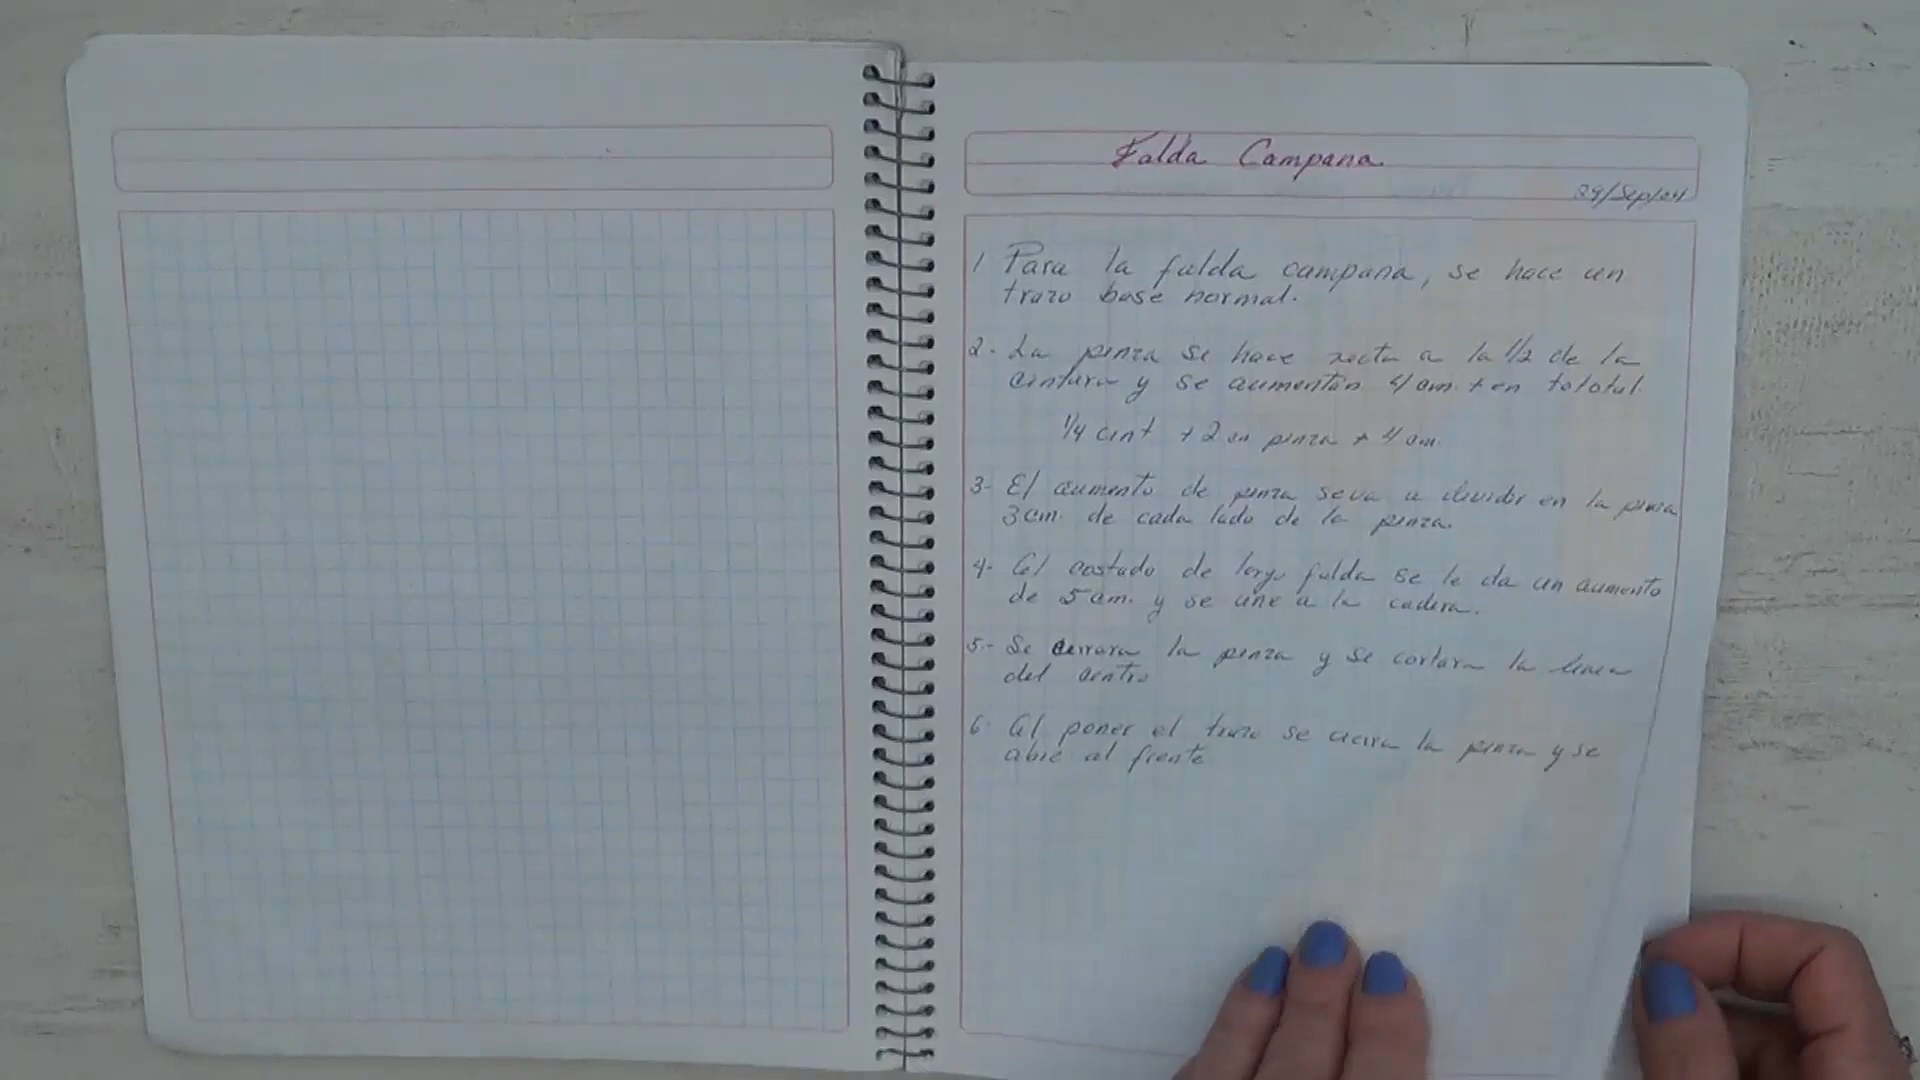 Falda Campana.
29/Sep/24
1 Para la falda campana, se hace un
trazo base normal.
2- La pinza se hace recta a la 1/2 de la
cintura y se aumentan 4 cm. + en
1/4 cint + 2 en pinza + 4 cm.
3- El aumento de pinza se va a dividir en la pinza
3 cm. de cada lado de la pinza.
4- Al costado de largo falda se le da un aumento
de 5 cm. y se une a la cadera.
5.- Se cerrara la pinza y se cortara la linea
del centro
6- Al poner el trazo se la pinza y se
abre al frente